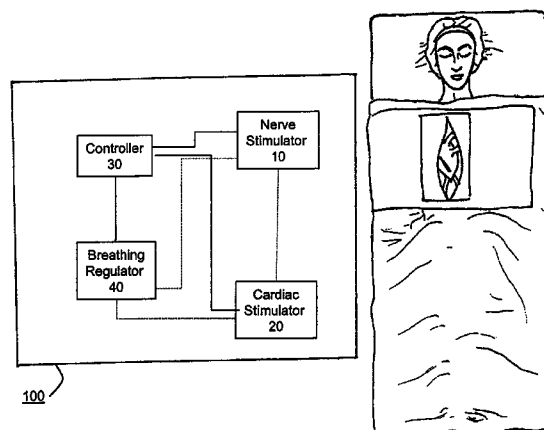 Nerve
Stimulator
10
Controller
30
Breathing
Regulator
40
Cardiac
Stimulator
20
100